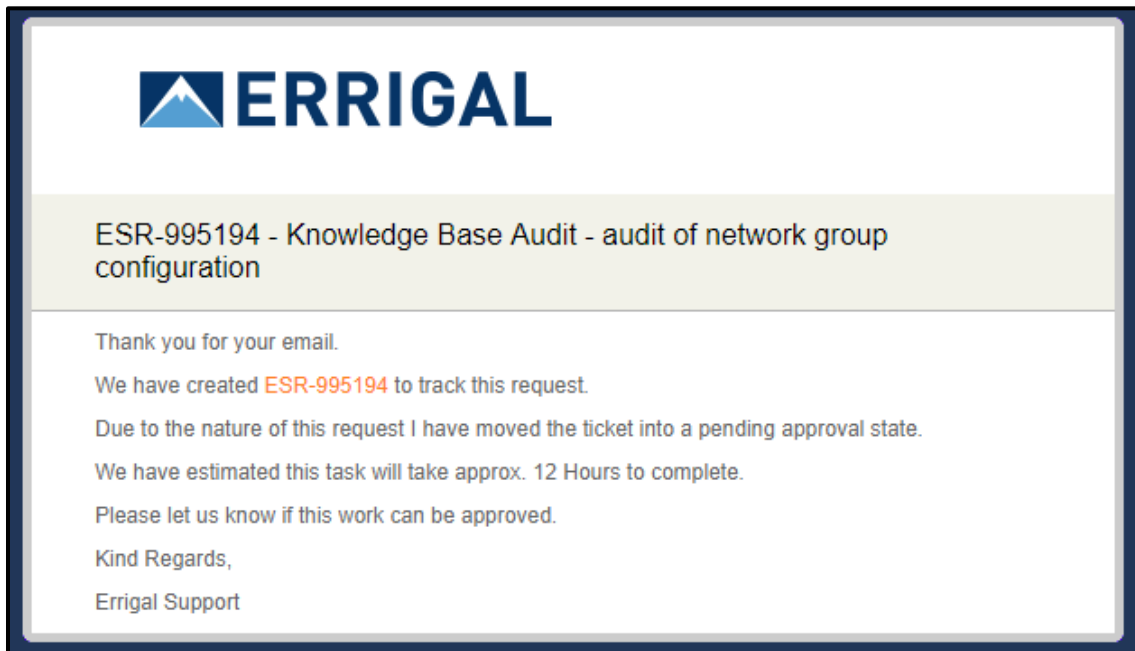 ERRIGAL
ESR-995194 - Knowledge Base Audit - audit of network group
configuration
Thank you for your email.
We have created ESR-995194 to track this request.
Due to the nature of this request I have moved the ticket into a pending approval state.
We have estimated this task will take approx. 12 Hours to complete.
Please let us know if this work can be approved.
Kind Regards,
Errigal Support